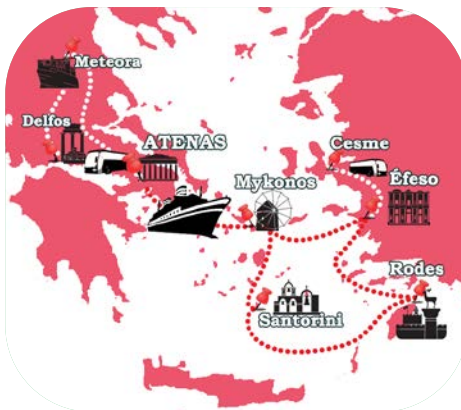 Meteora
Delfos
ATENAS
Cesme
Mykonos
Éfeso
Rodes
Santorini